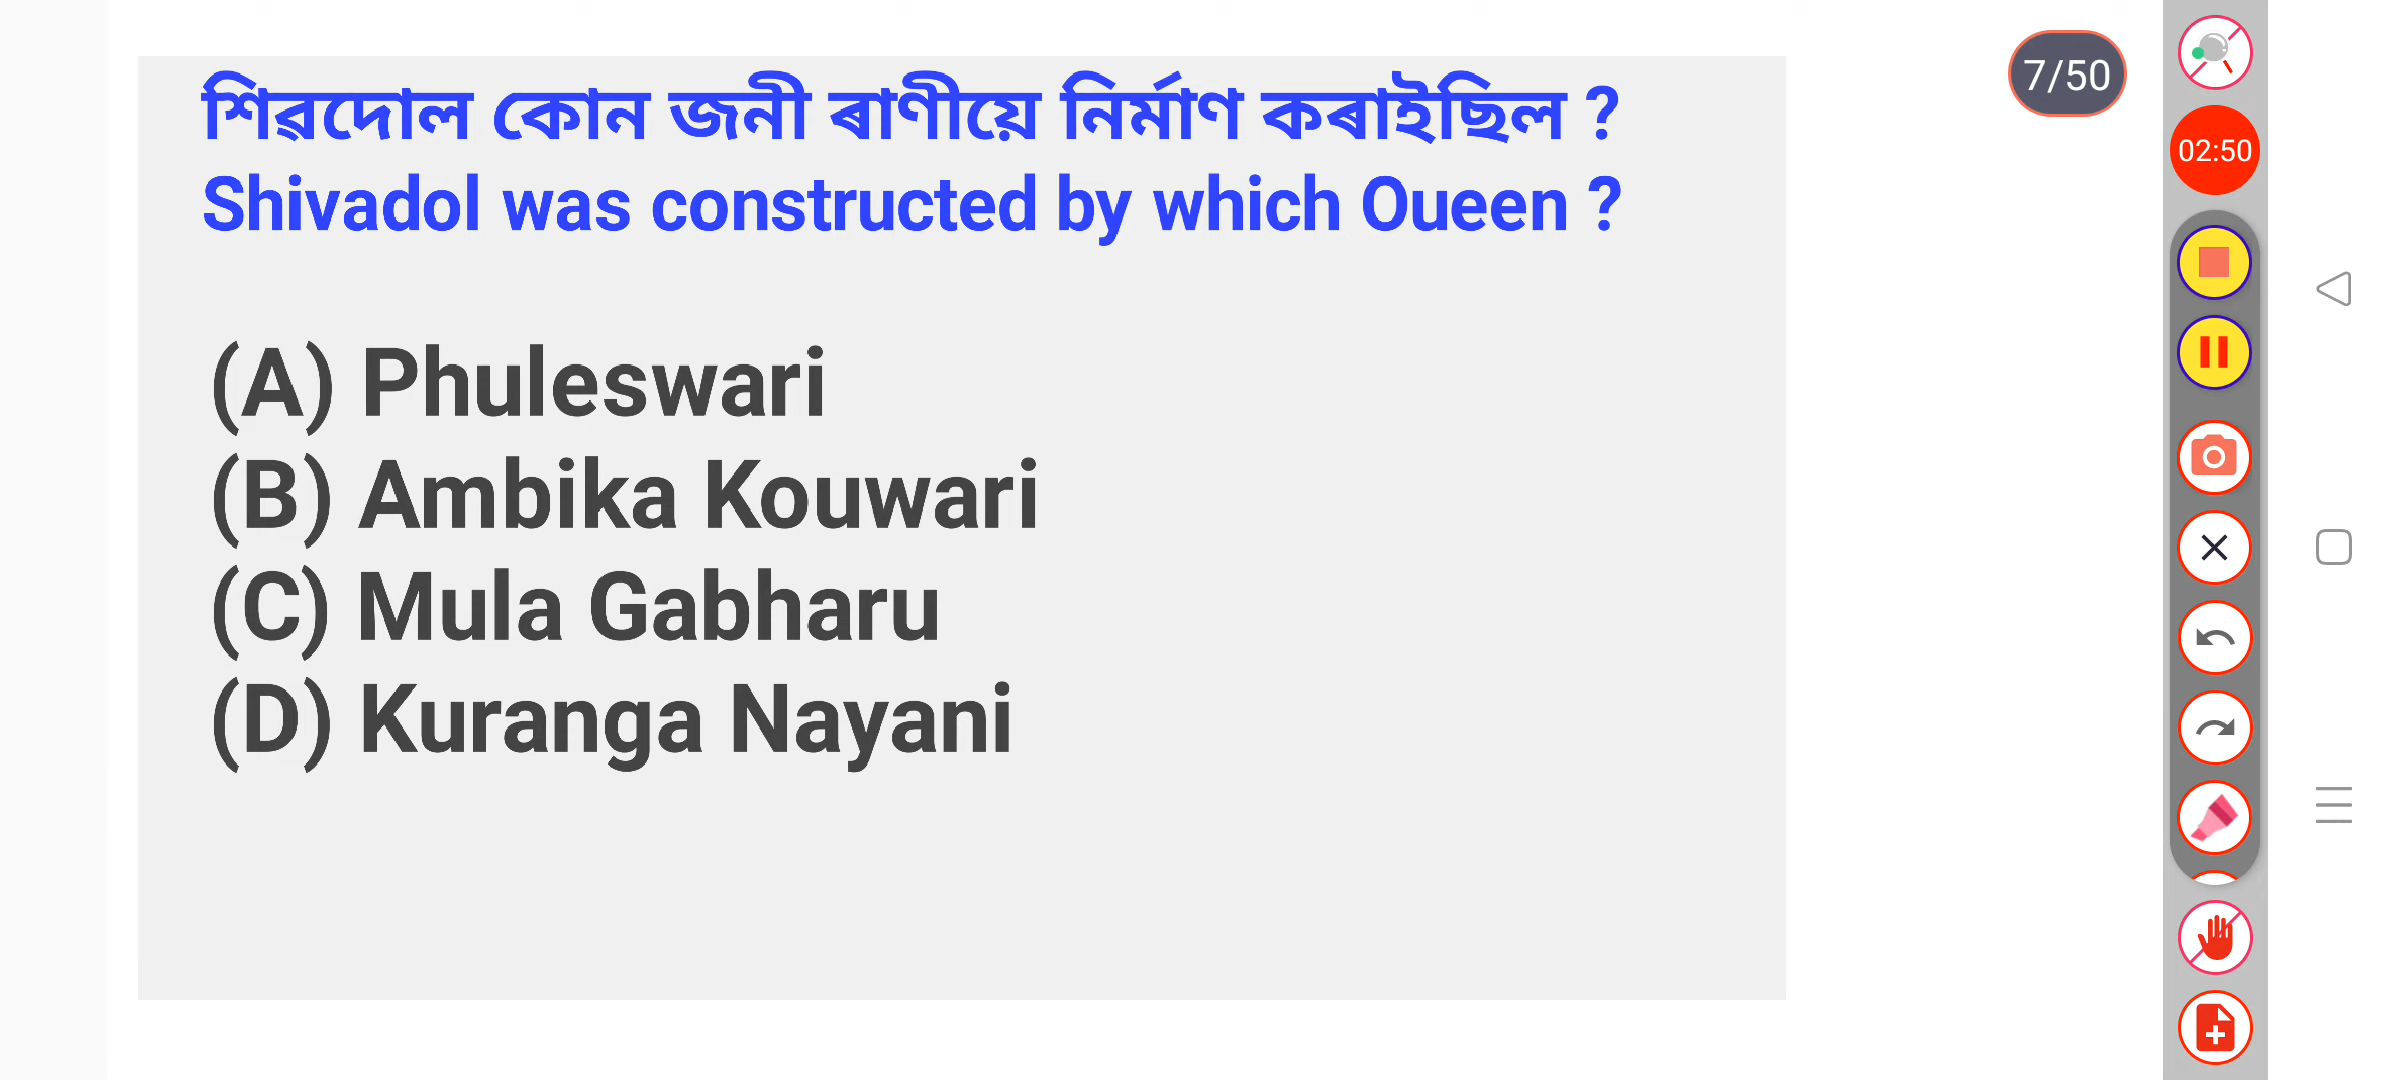 শিৱদোল কোন জনী ৰাণীয়ে নিৰ্মাণ কৰাইছিল ?
Shivadol was constructed by which Oueen ?
(A) Phuleswari
(B) Ambika Kouwari
(C) Mula Gabharu
(D) Kuranga Nayani
7/50
02:50